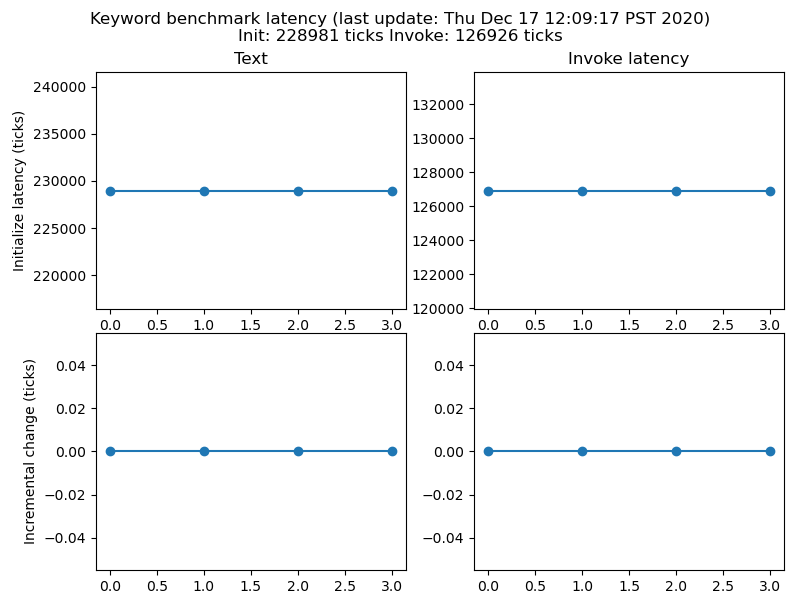 Keyword benchmark latency (last update: Thu Dec 17 12:09:17 PST 2020)
Init: 228981 ticks Invoke: 126926 ticks
Text
Invoke latency
Initialize latency (ticks)
240000
235000
230000
225000
220000
0.0 0.5 1.0 1.5 2.0 2.5 3.0
132000
130000
128000
126000
124000
122000
120000
0.0 0.5 1.0 1.5 2.0 2.5 3.0
Incremental change (ticks)
0.04
0.02
0.00
−0.02
−0.04
0.0 0.5 1.0 1.5 2.0 2.5 3.0
0.04
0.02
0.00
−0.02
−0.04
0.0 0.5 1.0 1.5 2.0 2.5 3.0